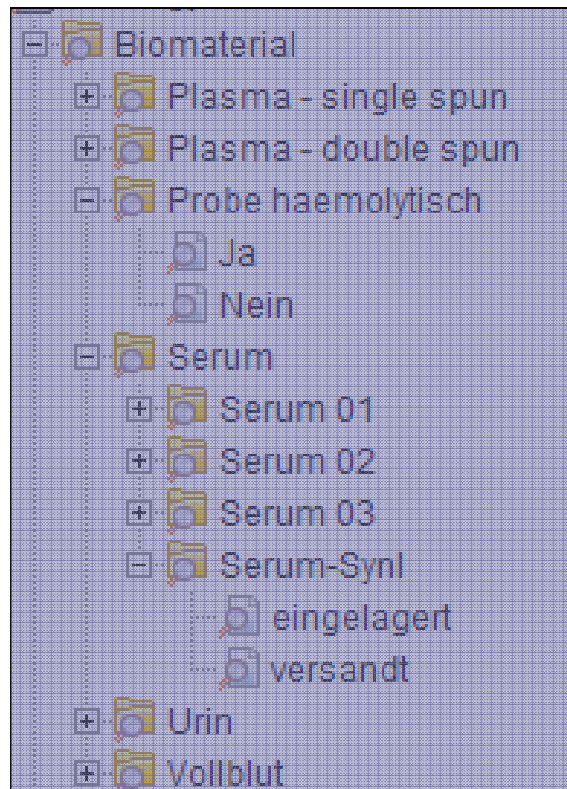 Biomaterial
Plasma - single spun
Plasma - double spun
Probe haemolytisch
Ja
Nein
Serum
Serum 01
Serum 02
Serum 03
Serum-Synl
eingelagert
versandt
Urin
Vollblut